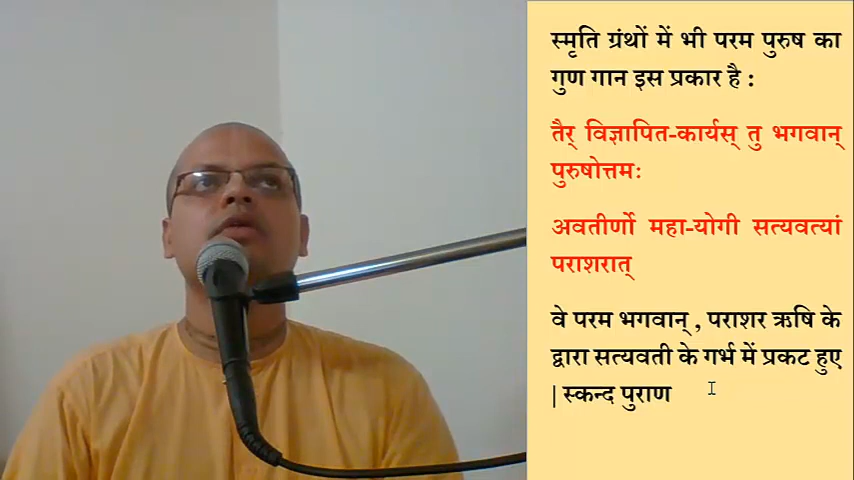 स्मृति ग्रंथों में भी परम पुरुष का
गुण गान इस प्रकार है :
तैर् विज्ञापित-कार्यस् तु भगवान्
पुरुषोत्तमः
अवतीर्णो महा-योगी सत्यवत्यां
पराशरात्
वे परम भगवान् , पराशर ऋषि के
द्वारा सत्यवती के गर्भ में प्रकट हुए
| स्कन्द पुराण